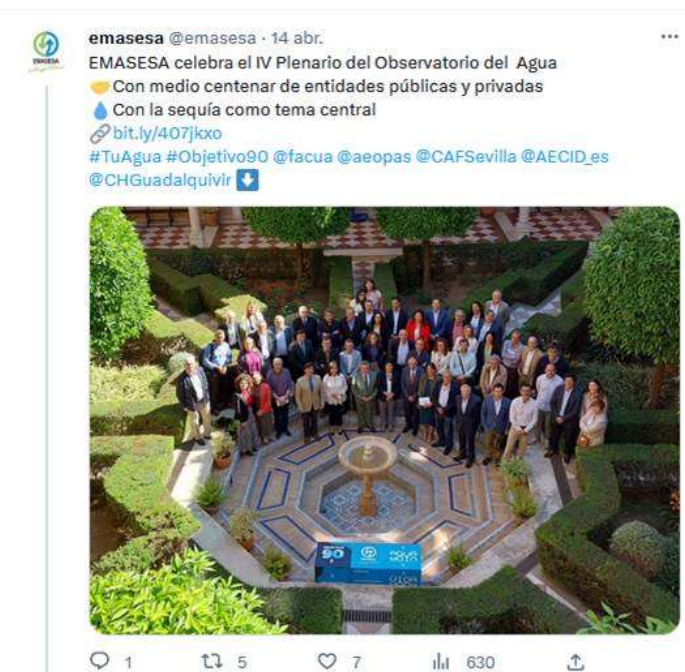 emasesa @emasesa · 14 abr.
EMASESA celebra el IV Plenario del Observatorio del Agua
🤝Con medio centenar de entidades públicas y privadas
💧Con la sequía como tema central
🔗bit.ly/407jkxo
#TuAgua #Objetivo90 @facua @aeopas @CAFSevilla @AECID_es
@CHGuadalquivir ⬇️
EMASESA
90
1 5 7 630